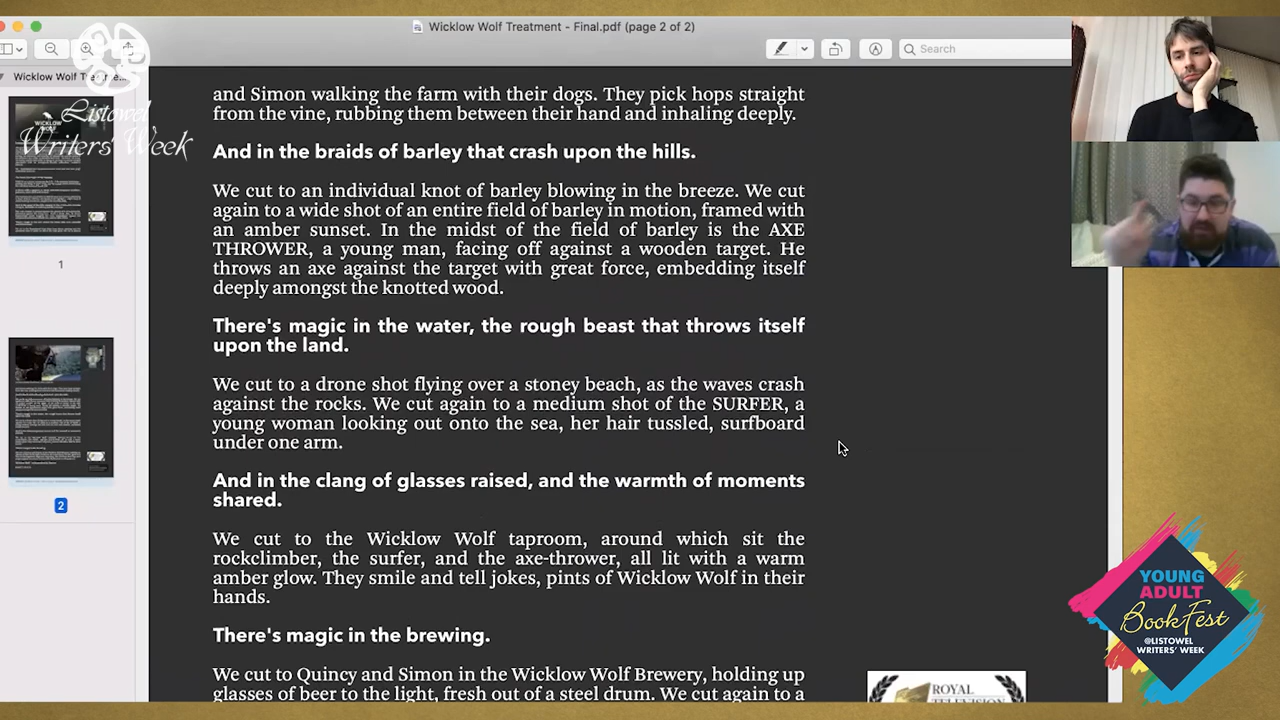 Wicklow Wolf Treatment - Final.pdf (page 2 of 2)
Search
Wicklow Wolf Tre
Listowel
Writers' Week
WICKLOW
WOLF
1
2
and Simon walking the farm with their dogs. They pick hops straight
from the vine, rubbing them between their hand and inhaling deeply.
And in the braids of barley that crash upon the hills.
We cut to an individual knot of barley blowing in the breeze. We cut
again to a wide shot of an entire field of barley in motion, framed with
an amber sunset. In the midst of the field of barley is the AXE
THROWER, a young man, facing off against a wooden target. He
throws an axe against the target with great force, embedding itself
deeply amongst the knotted wood.
There's magic in the water, the rough beast that throws itself
upon the land.
We cut to a drone shot flying over a stoney beach, as the waves crash
against the rocks. We cut again to a medium shot of the SURFER, a
young woman looking out onto the sea, her hair tussled, surfboard
under one arm.
And in the clang of glasses raised, and the warmth of moments
shared.
We cut to the Wicklow Wolf taproom, around which sit the
rockclimber, the surfer, and the axe-thrower, all lit with a warm
amber glow. They smile and tell jokes, pints of Wicklow Wolf in their
hands.
There's magic in the brewing.
We cut to Quincy and Simon in the Wicklow Wolf Brewery, holding up
glasses of beer to the light, fresh out of a steel drum. We cut again to a
ROYAL
TELEVISION
YOUNG
ADULT
BookFest
@LISTOWEL
WRITERS' WEEK